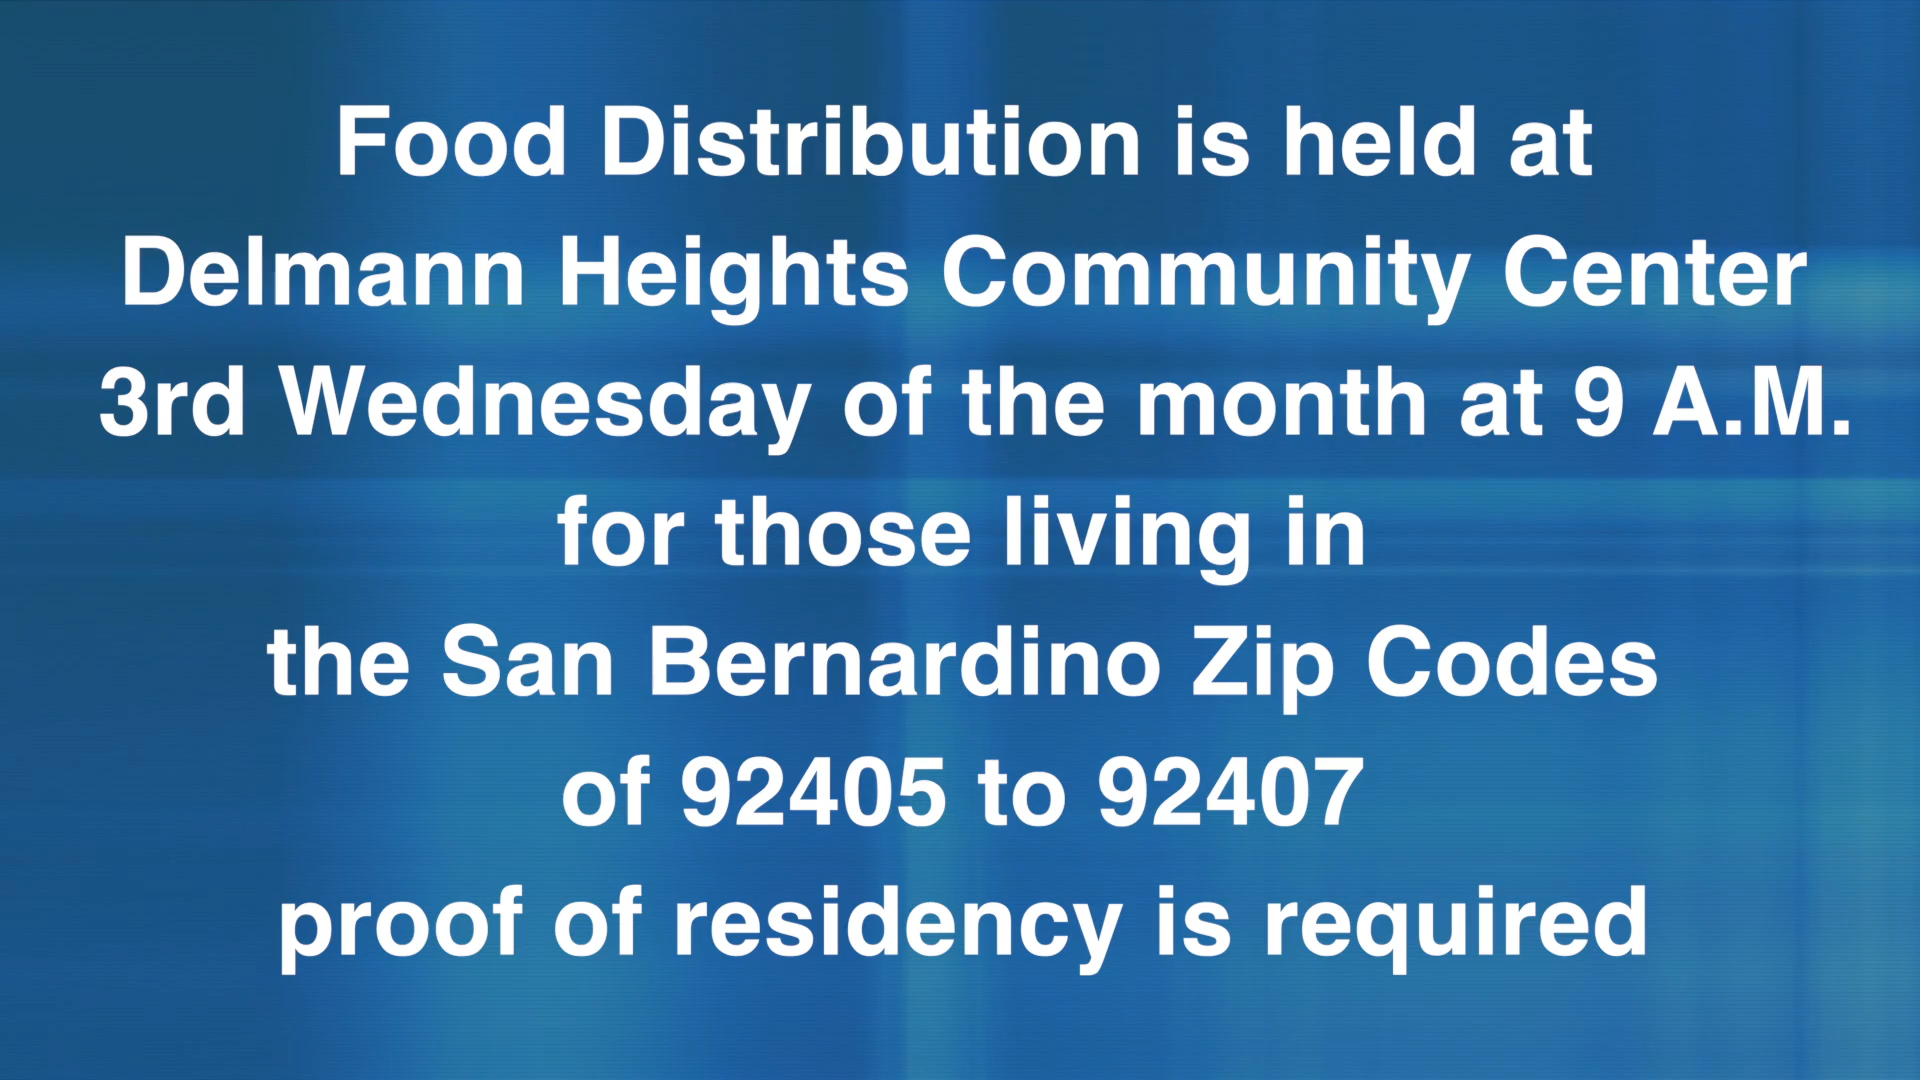 Food Distribution is held at
Delmann Heights Community Center
3rd Wednesday of the month at 9 A.M.
for those living in
the San Bernardino Zip Codes
of 92405 to 92407
proof of residency is required